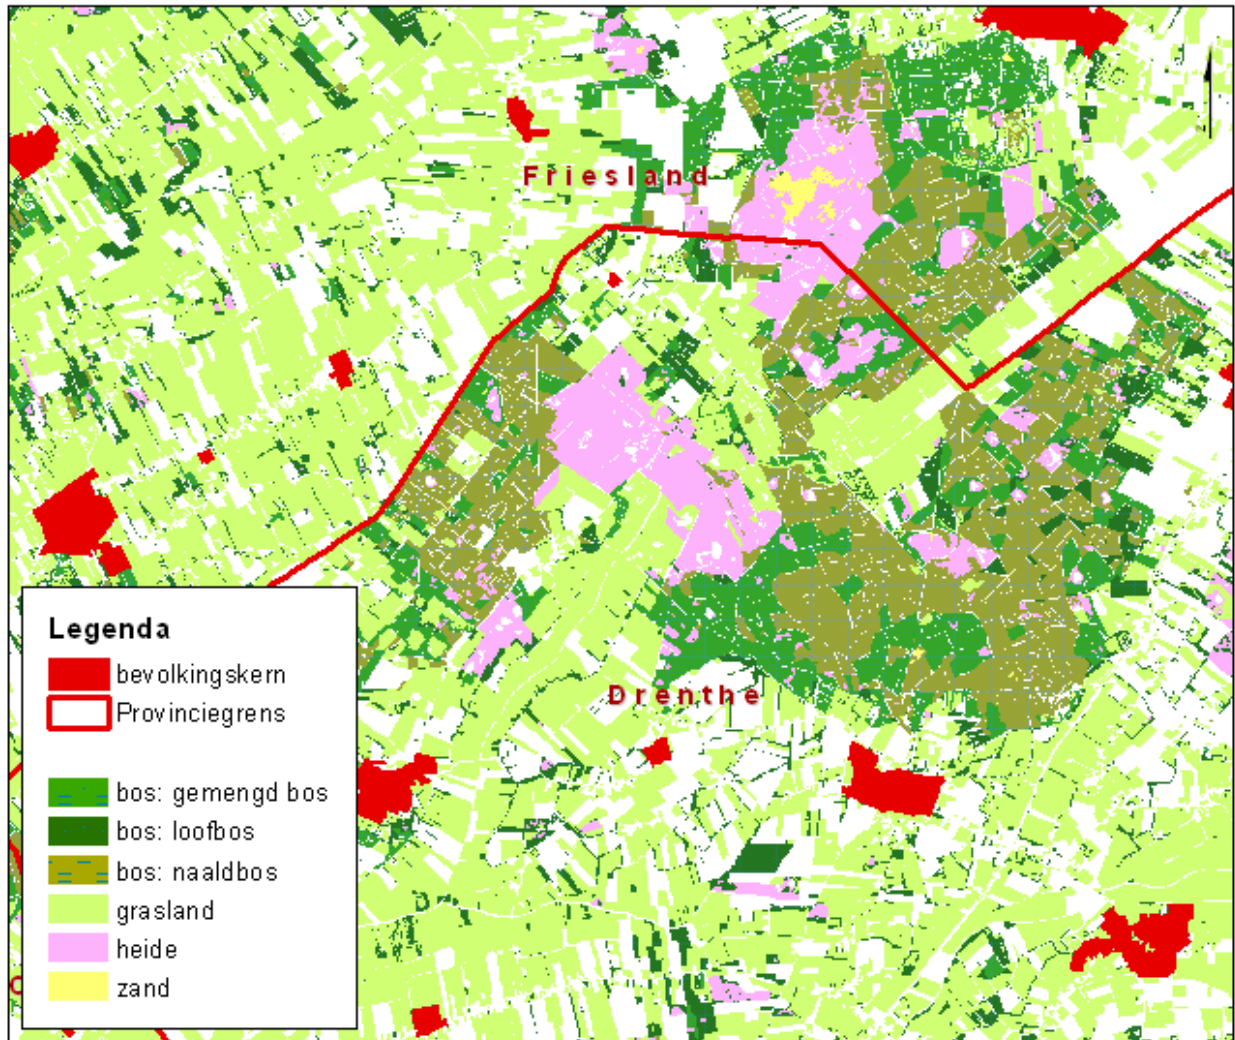 Friesland
Drenthe
Legenda
bevolkingskern
Provinciegrens
bos: gemengd bos
bos: loofbos
bos: naaldbos
grasland
heide
zand